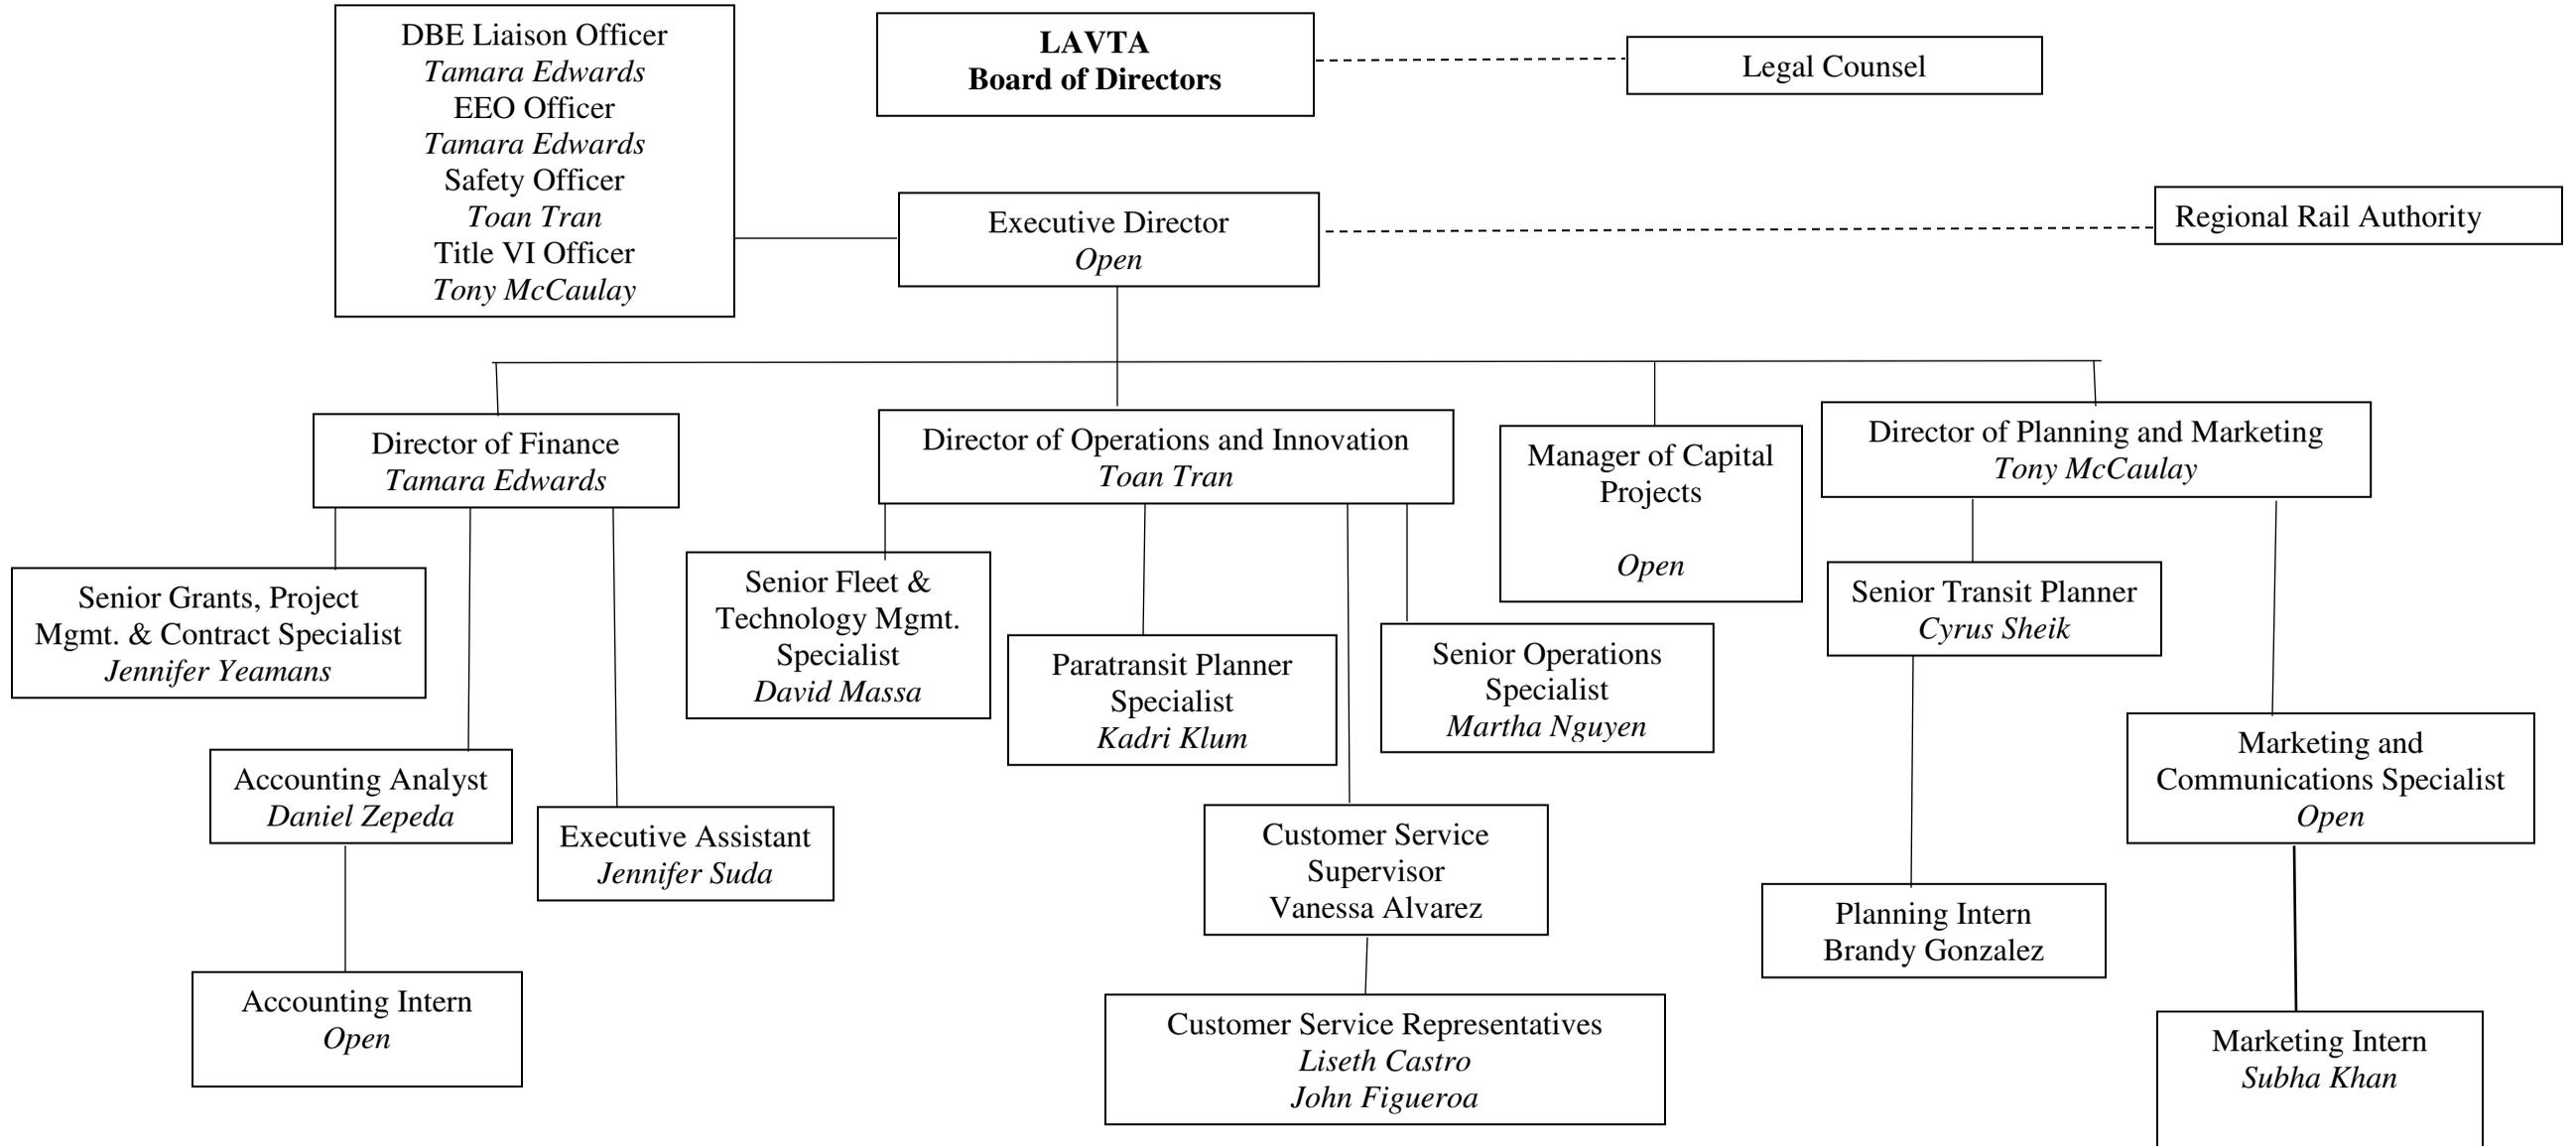 DBE Liaison Officer
Tamara Edwards
EEO Officer
Tamara Edwards
Safety Officer
Toan Tran
Title VI Officer
Tony McCaulay
LAVTA
Board of Directors
Legal Counsel
Executive Director
Open
Regional Rail Authority
Director of Finance
Tamara Edwards
Director of Operations and Innovation
Toan Tran
Manager of Capital
Projects
Open
Director of Planning and Marketing
Tony McCaulay
Senior Grants, Project
Mgmt. & Contract Specialist
Jennifer Yeamans
Accounting Analyst
Daniel Zepeda
Executive Assistant
Jennifer Suda
Accounting Intern
Open
Senior Fleet &
Technology Mgmt.
Specialist
David Massa
Paratransit Planner
Specialist
Kadri Klum
Senior Operations
Specialist
Martha Nguyen
Customer Service
Supervisor
Vanessa Alvarez
Customer Service Representatives
Liseth Castro
John Figueroa
Senior Transit Planner
Cyrus Sheik
Planning Intern
Brandy Gonzalez
Marketing and
Communications Specialist
Open
Marketing Intern
Subha Khan